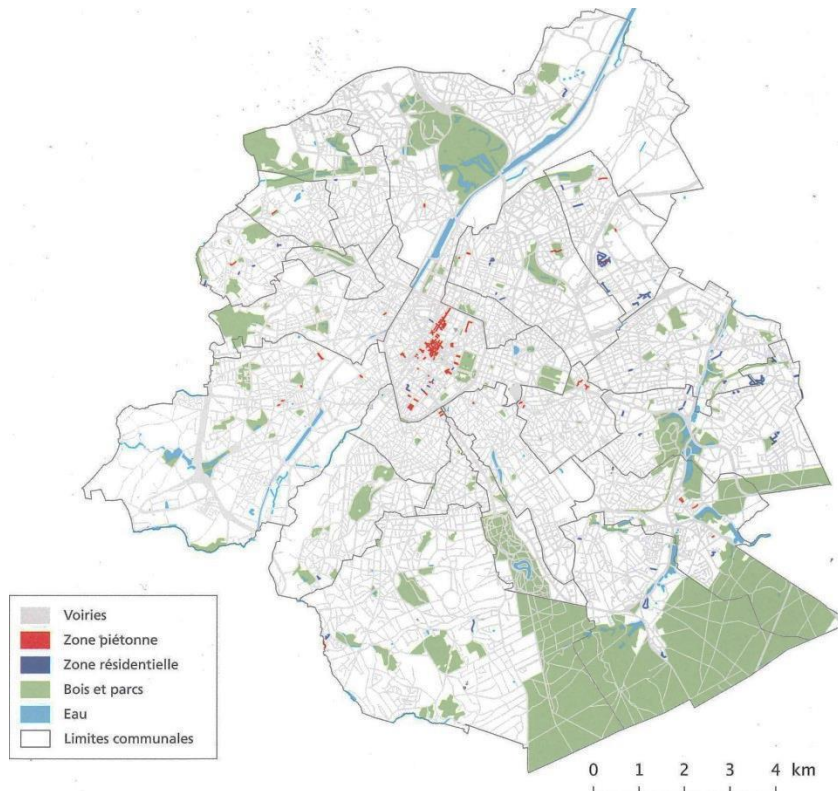 Voiries
Zone piétonne
Zone résidentielle
Bois et parcs
Eau
Limites communales
0 1 2 3 4 km